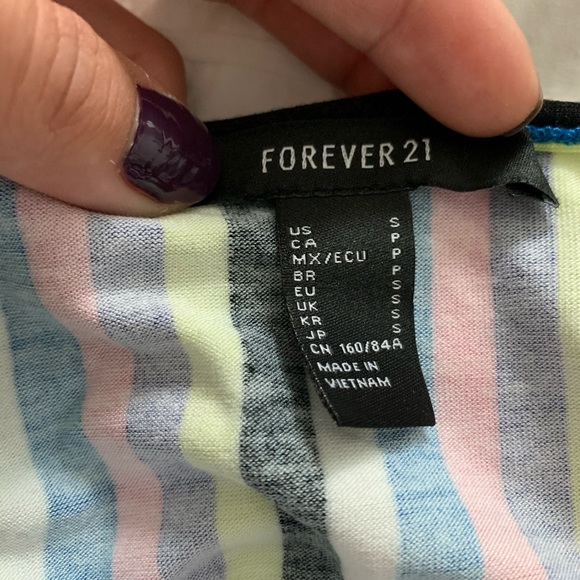 FOREVER 21
US S
CA P
MX/ECU P
BR P
EU S
UK S
KR S
JP S
CN 160/84A
MADE IN
VIETNAM